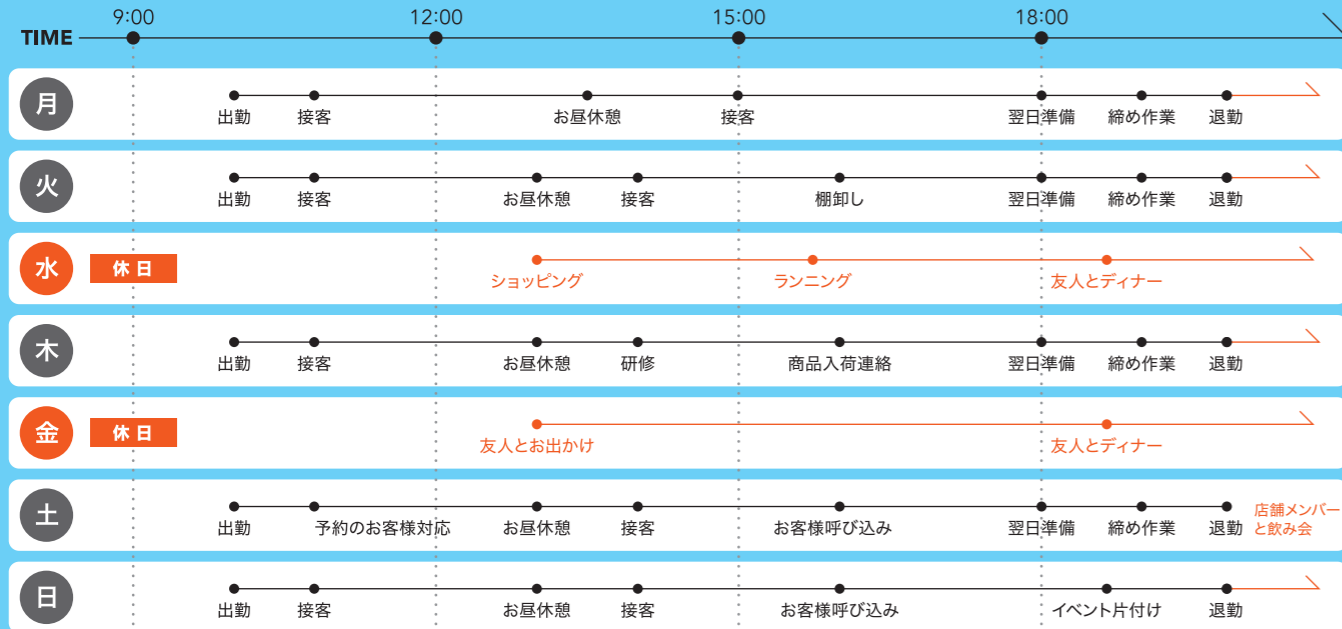 9:00 12:00 15:00 18:00
TIME
月
出勤 接客 お昼休憩 接客 翌日準備 締め作業 退勤
火
出勤 接客 お昼休憩 接客 棚卸し 翌日準備 締め作業 退勤
水 休日
ショッピング ランニング 友人とディナー
木
出勤 接客 お昼休憩 研修 商品入荷連絡 翌日準備 締め作業 退勤
金 休日
友人とお出かけ 友人とディナー
土
出勤 予約のお客様対応 お昼休憩 接客 お客様呼び込み 翌日準備 締め作業 退勤
店舗メンバー
と飲み会
日
出勤 接客 お昼休憩 接客 お客様呼び込み イベント片付け 退勤